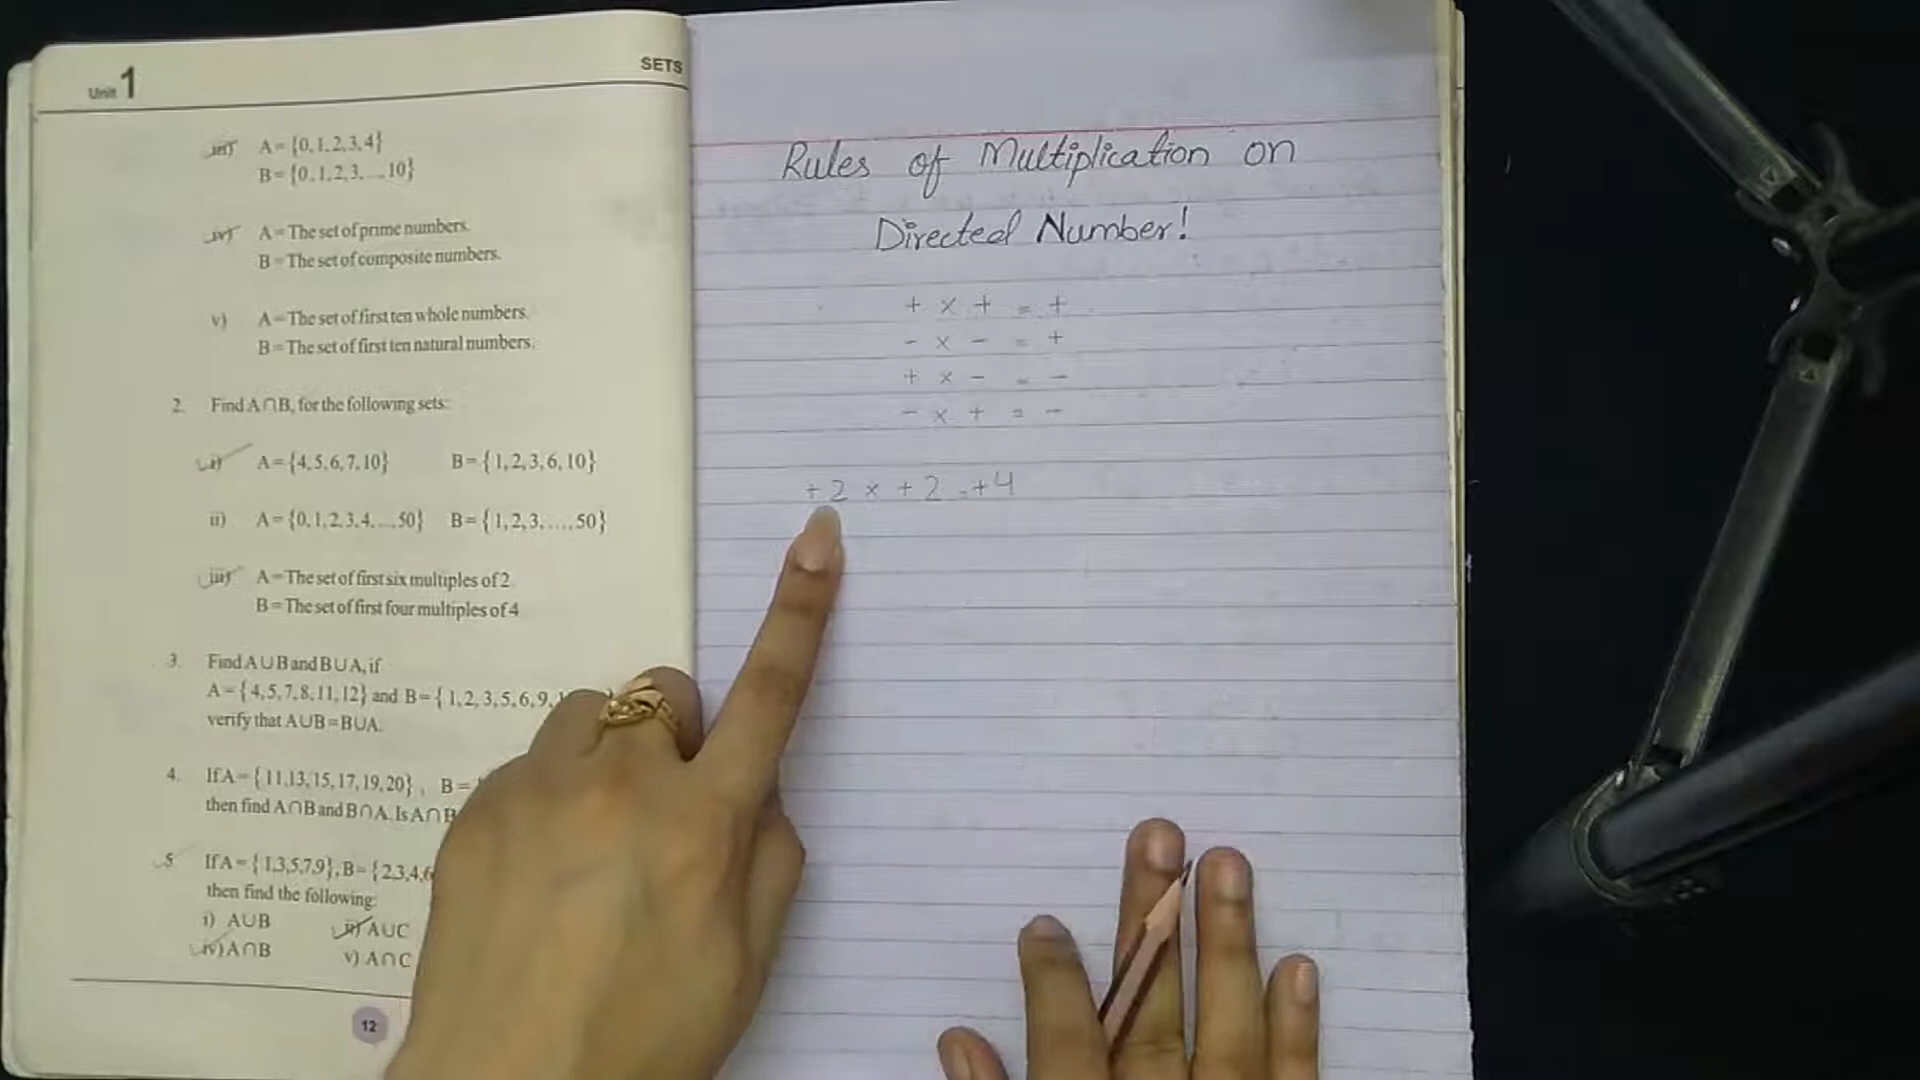 Unit 1
SETS
iii) A = {0, 1, 2, 3, 4}
B = {0, 1, 2, 3, ..., 10}
iv) A = The set of prime numbers.
B = The set of composite numbers.
v) A = The set of first ten whole numbers.
B = The set of first ten natural numbers.
2. Find A∩B, for the following sets:
i) A = {4, 5, 6, 7, 10} B = {1, 2, 3, 6, 10}
ii) A = {0, 1, 2, 3, 4, ..., 50} B = {1, 2, 3, ...., 50}
iii) A = The set of first six multiples of 2
B = The set of first four multiples of 4
3. Find A∪B and B∪A, if
A = {4, 5, 7, 8, 11, 12} and B = {1, 2, 3, 5, 6, 9,
verify that A∪B = B∪A.
4. If A = {11, 13, 15, 17, 19, 20}, B =
then find A∩B and B∩A. Is A∩B
5. If A = {1,3,5,7,9}, B = {2,3,4,6
then find the following:
i) A∪B ii) A∪C
iv) A∩B v) A∩C
12
Rules of Multiplication on
Directed Number!
+ x + = +
- x - = +
+ x - = -
- x + = -
+2 x +2 = +4